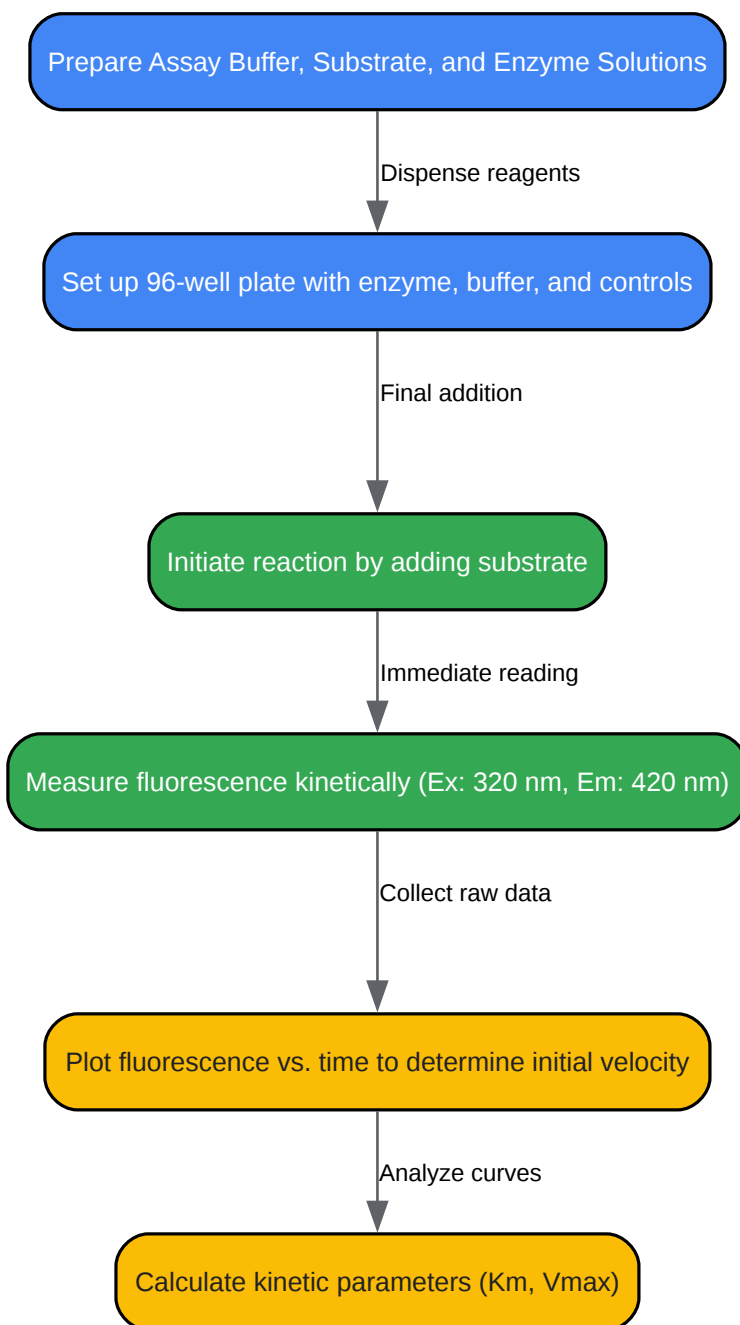 Prepare Assay Buffer, Substrate, and Enzyme Solutions
Dispense reagents
Set up 96-well plate with enzyme, buffer, and controls
Final addition
Initiate reaction by adding substrate
Immediate reading
Measure fluorescence kinetically (Ex: 320 nm, Em: 420 nm)
Collect raw data
Plot fluorescence vs. time to determine initial velocity
Analyze curves
Calculate kinetic parameters (Km, Vmax)